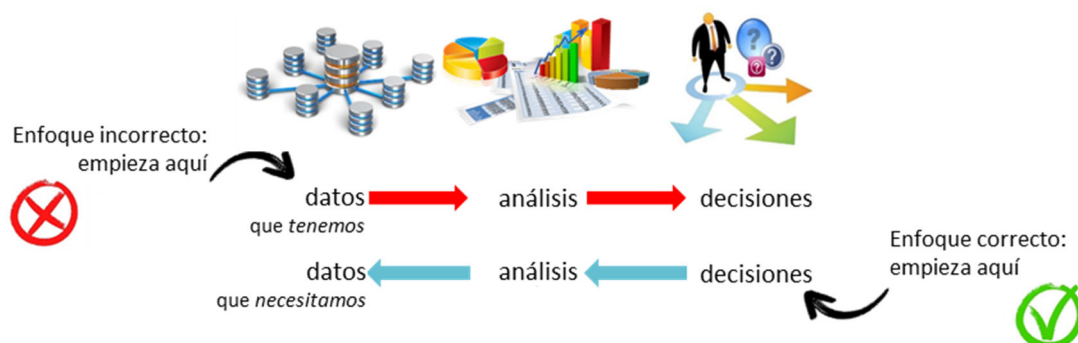 Enfoque incorrecto:
empieza aquí
datos análisis decisiones
que tenemos
Enfoque correcto:
empieza aquí
datos análisis decisiones
que necesitamos